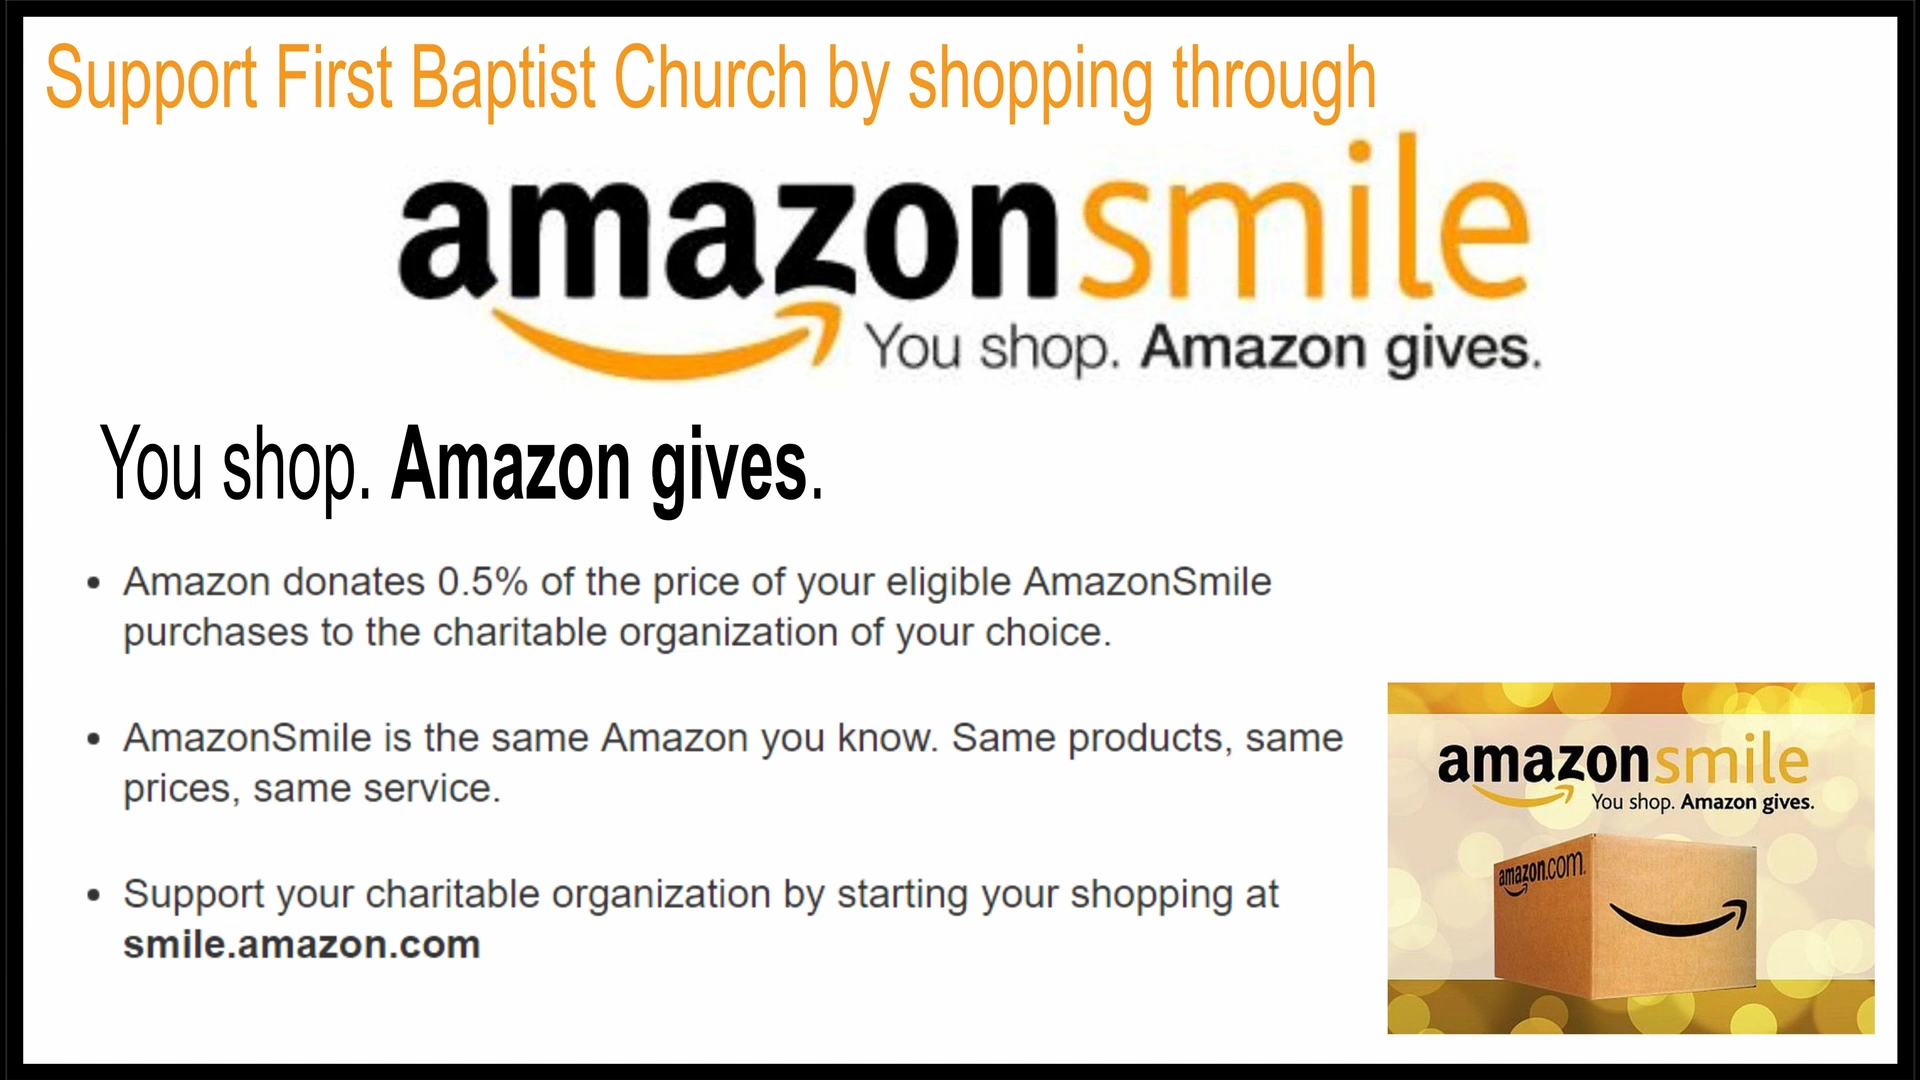 Support First Baptist Church by shopping through
amazonsmile
You shop. Amazon gives.
You shop. Amazon gives.
• Amazon donates 0.5% of the price of your eligible AmazonSmile
purchases to the charitable organization of your choice.
• AmazonSmile is the same Amazon you know. Same products, same
prices, same service.
• Support your charitable organization by starting your shopping at
smile.amazon.com
amazonsmile
You shop. Amazon gives.
amazon.com.